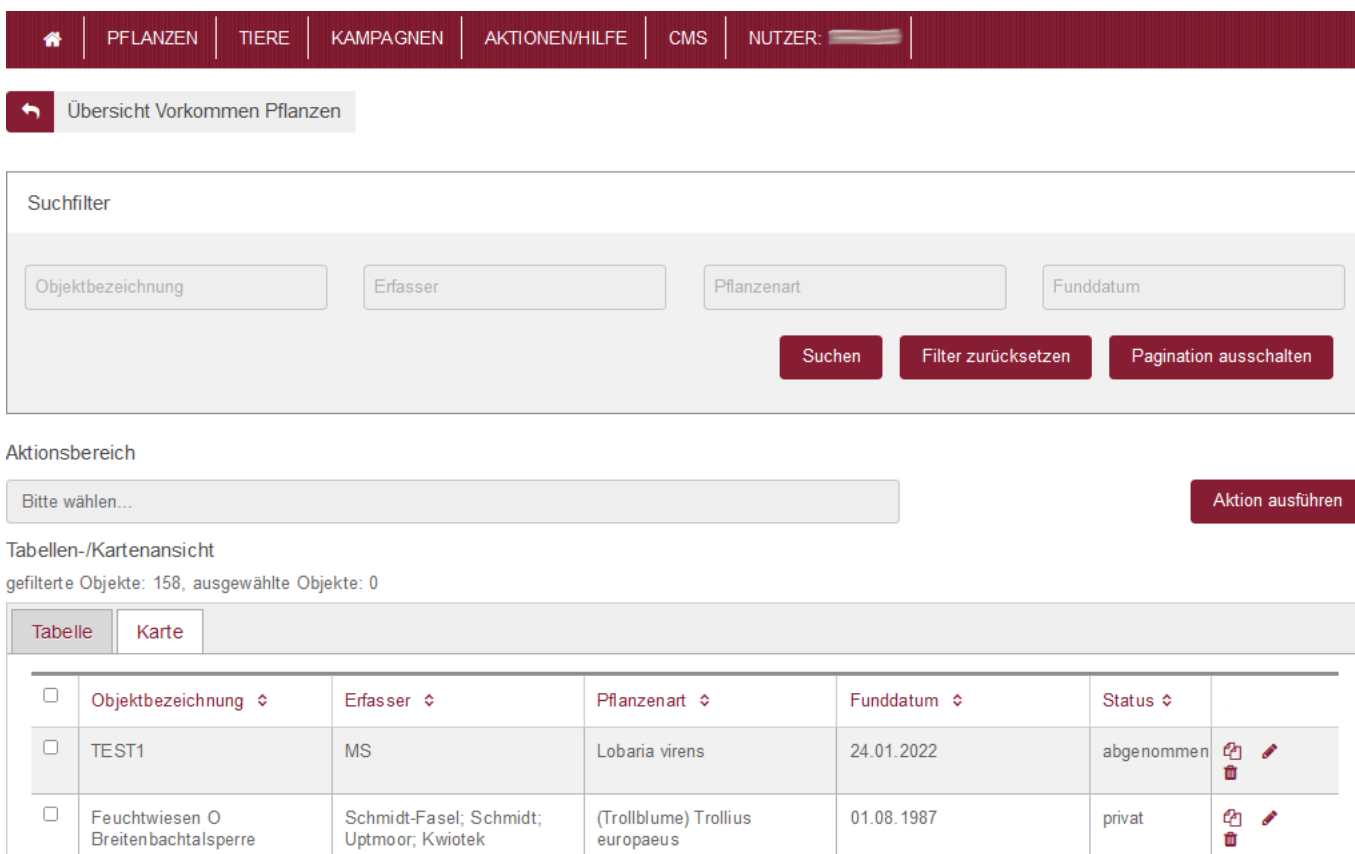 PFLANZEN TIERE KAMPAGNEN AKTIONEN/HILFE CMS NUTZER:
Übersicht Vorkommen Pflanzen
Suchfilter
Objektbezeichnung Erfasser Pflanzenart Funddatum
Suchen Filter zurücksetzen Pagination ausschalten
Aktionsbereich
Bitte wählen... Aktion ausführen
Tabellen-/Kartenansicht
gefilterte Objekte: 158, ausgewählte Objekte: 0
Tabelle Karte
Objektbezeichnung Erfasser Pflanzenart Funddatum Status
TEST1 MS Lobaria virens 24.01.2022 abgenommen
Feuchtwiesen O Schmidt-Fasel; Schmidt; (Trollblume) Trollius 01.08.1987 privat
Breitenbachtalsperre Uptmoor; Kwiotek europaeus